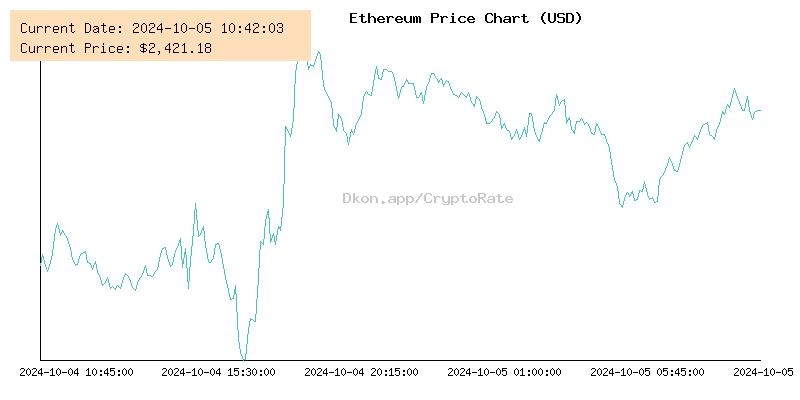 Ethereum Price Chart (USD)
Current Date: 2024-10-05 10:42:03
Current Price: $2,421.18
Dkon.app/CryptoRate
2024-10-04 10:45:00 2024-10-04 15:30:00 2024-10-04 20:15:00 2024-10-05 01:00:00 2024-10-05 05:45:00 2024-10-05